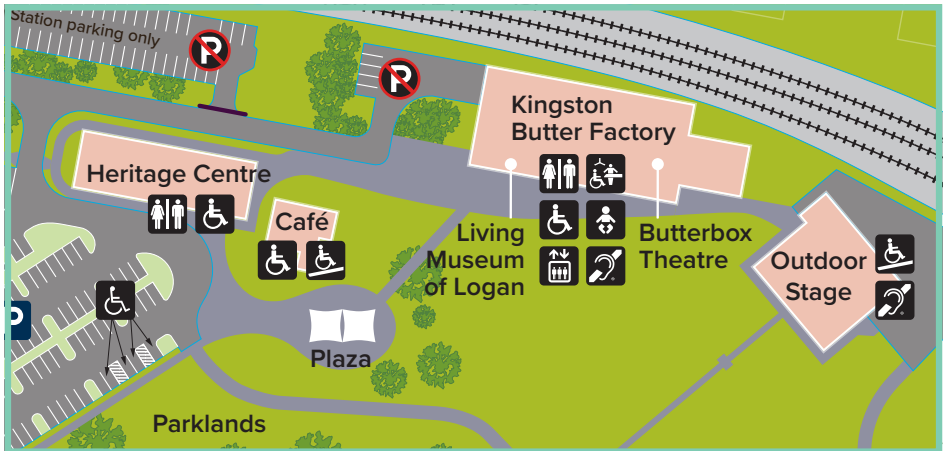 Station parking only
P
P
Kingston
Butter Factory
Heritage Centre
Café
Living
Museum
of Logan
Butterbox
Theatre
Outdoor
Stage
P
Plaza
Parklands